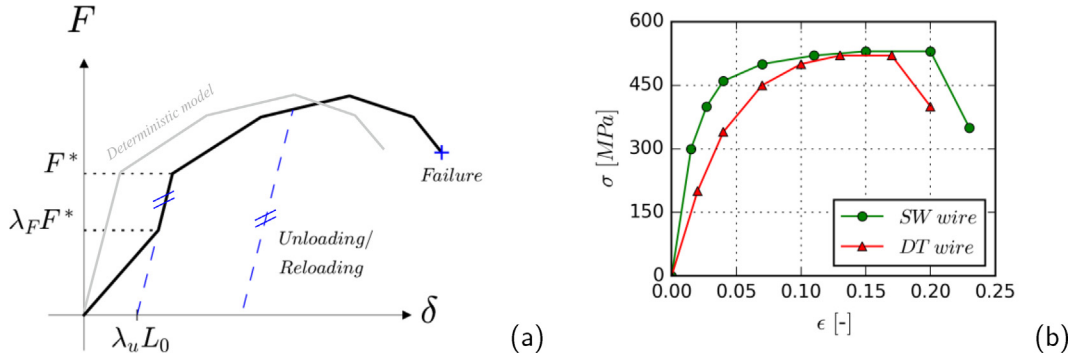 F
Deterministic model
F*
λ_F F*
Failure
Unloading/
Reloading
λ_u L_0
δ
(a)
600
450
300
150
0
σ [MPa]
SW wire
DT wire
0.00 0.05 0.10 0.15 0.20 0.25
ϵ [-]
(b)